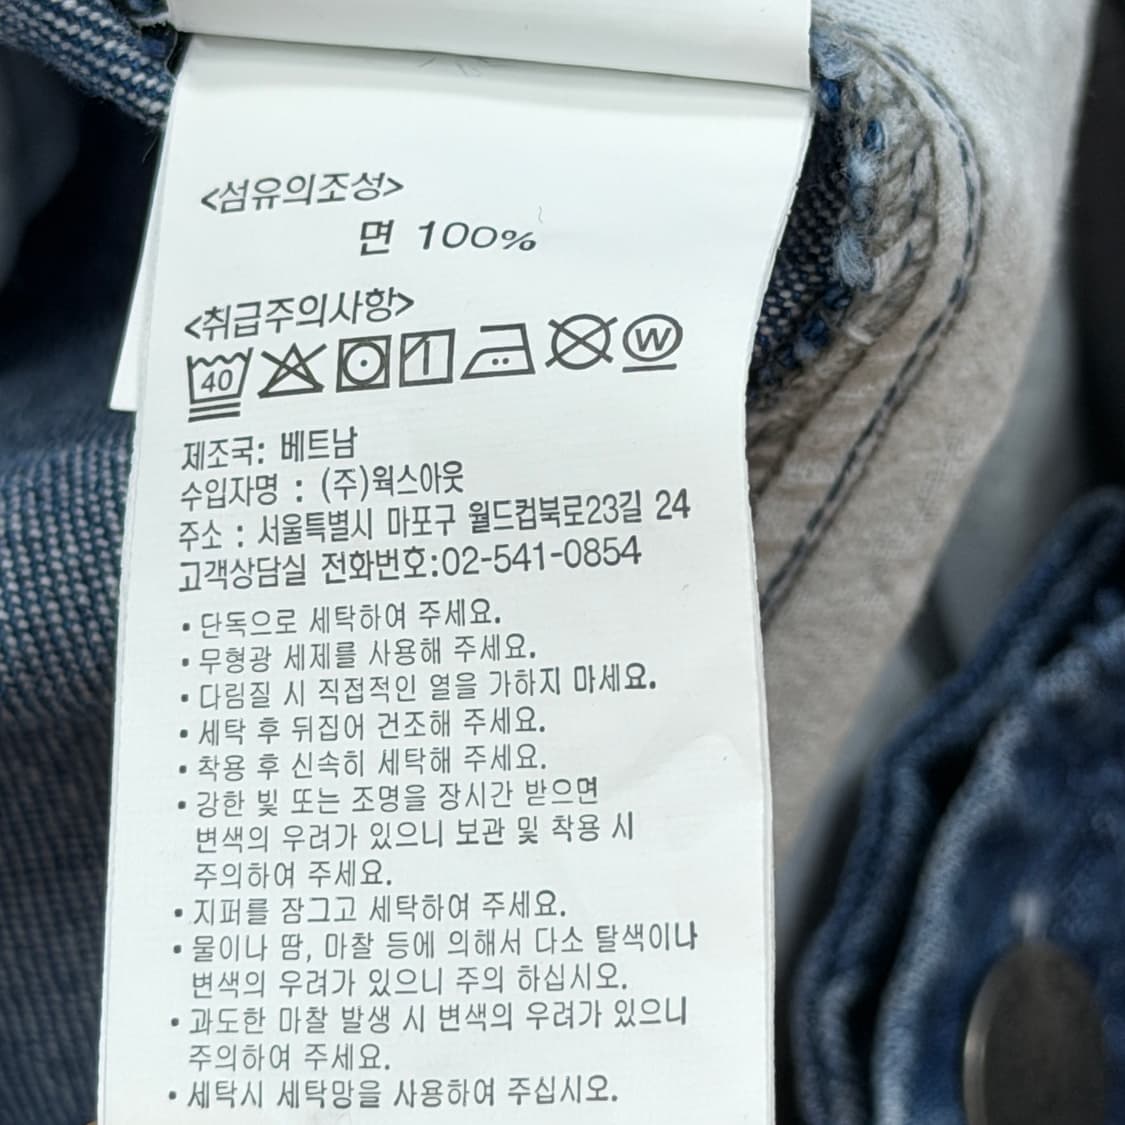 <섬유의조성>
면 100%
<취급주의사항>
40 W
제조국: 베트남
수입자명 : (주)웍스아웃
주소 : 서울특별시 마포구 월드컵북로23길 24
고객상담실 전화번호:02-541-0854
• 단독으로 세탁하여 주세요.
• 무형광 세제를 사용해 주세요.
• 다림질 시 직접적인 열을 가하지 마세요.
• 세탁 후 뒤집어 건조해 주세요.
• 착용 후 신속히 세탁해 주세요.
• 강한 빛 또는 조명을 장시간 받으면
변색의 우려가 있으니 보관 및 착용 시
주의하여 주세요.
• 지퍼를 잠그고 세탁하여 주세요.
• 물이나 땀, 마찰 등에 의해서 다소 탈색이나
변색의 우려가 있으니 주의 하십시오.
• 과도한 마찰 발생 시 변색의 우려가 있으니
주의하여 주세요.
• 세탁시 세탁망을 사용하여 주십시오.